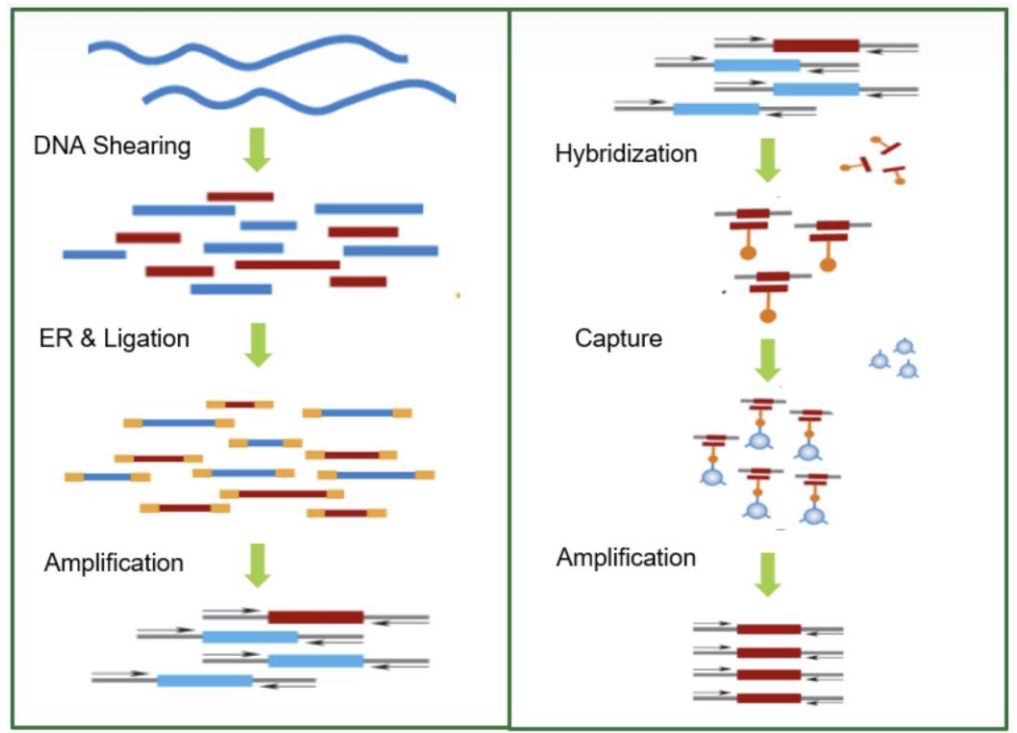 DNA Shearing
ER & Ligation
Amplification
Hybridization
Capture
Amplification